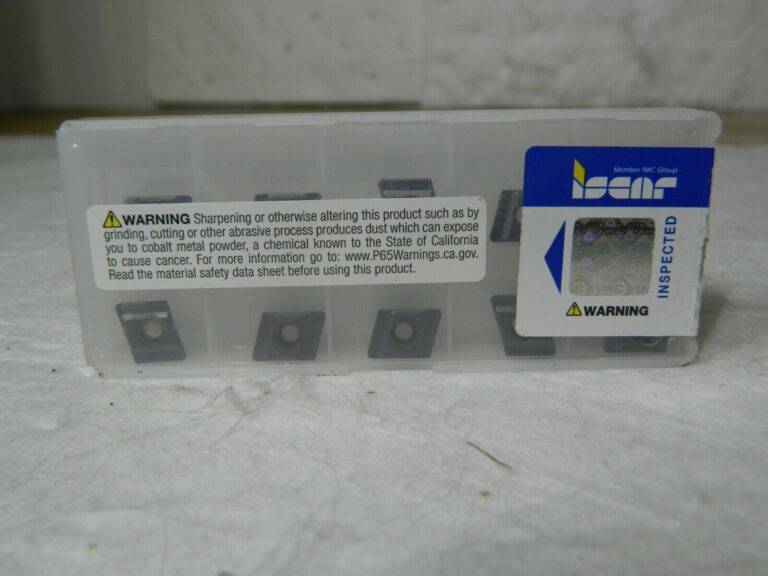 WARNING Sharpening or otherwise altering this product such as by
grinding, cutting or other abrasive process produces dust which can expose
you to cobalt metal powder, a chemical known to the State of California
to cause cancer. For more information go to: www.P65Warnings.ca.gov.
Read the material safety data sheet before using this product.
Member IMC Group
iscar
INSPECTED
WARNING